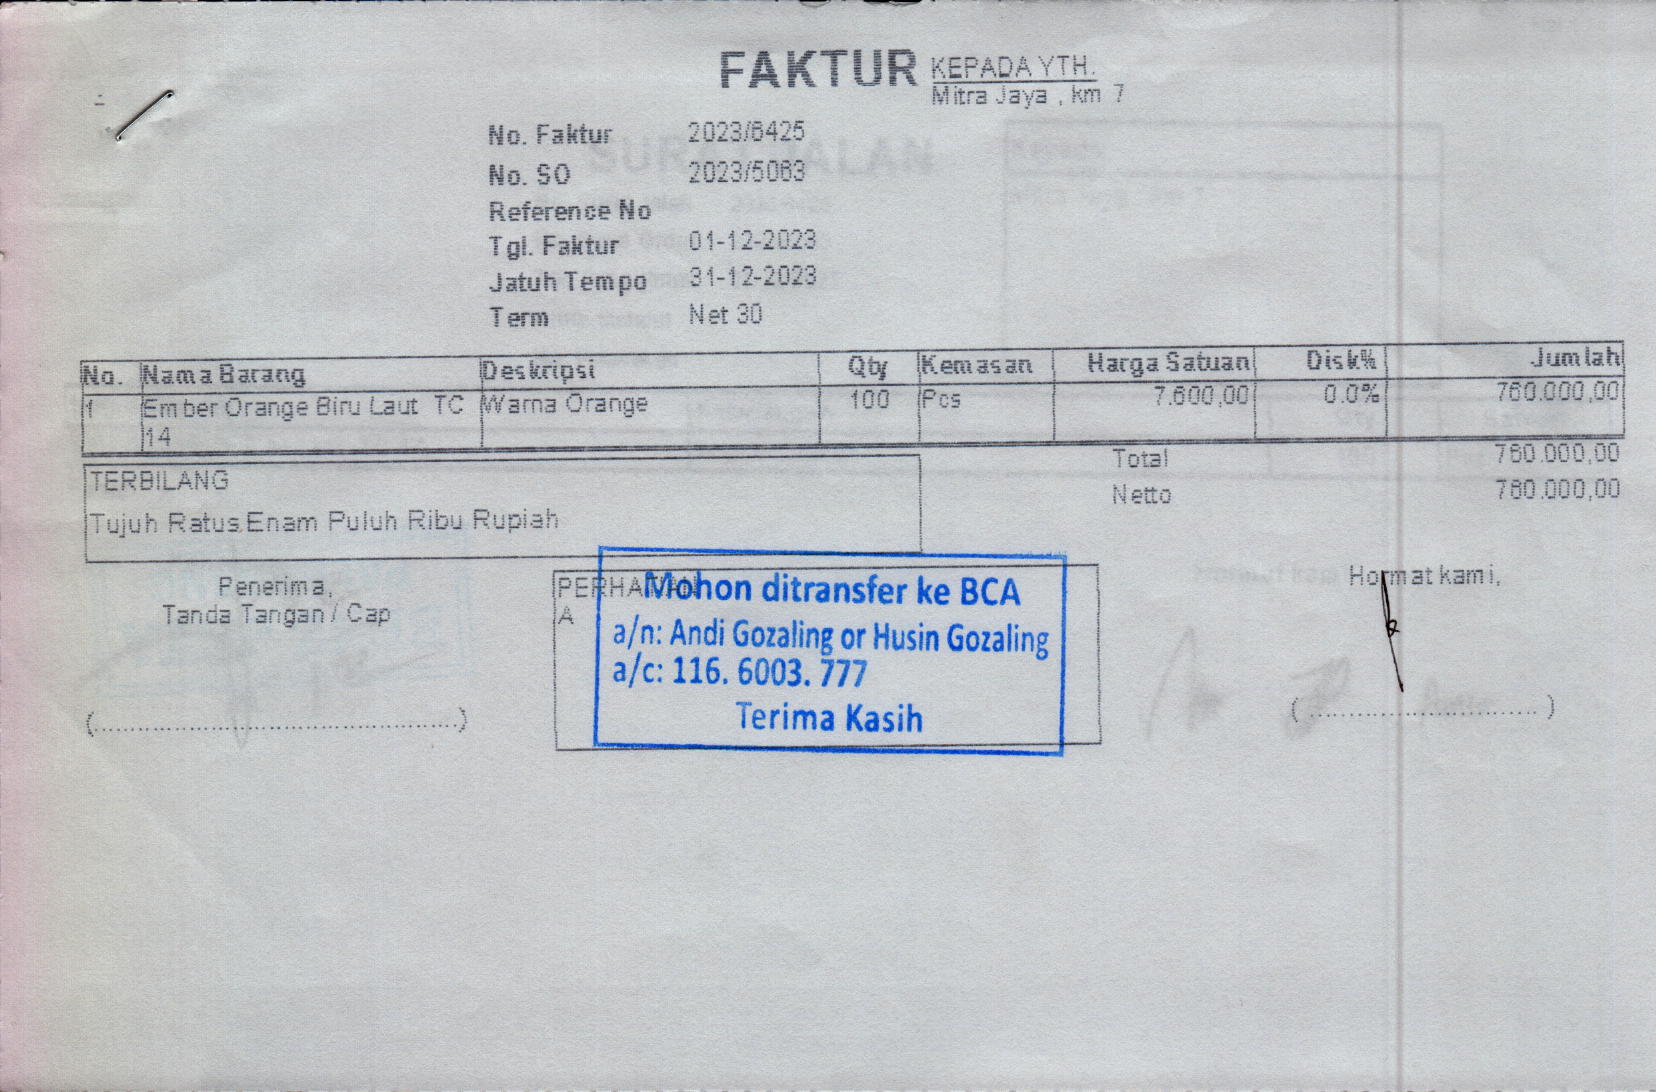 FAKTUR
KEPADA YTH.
Mitra Jaya , km 7
No. Faktur 2023/6425
No. SO 2023/5063
Reference No
Tgl. Faktur 01-12-2023
Jatuh Tempo 31-12-2023
Term Net 30
No. Nama Barang Deskripsi Qty Kemasan Harga Satuan Disk% Jumlah
1 Ember Orange Biru Laut TC Warna Orange 100 Pcs 7.600,00 0.0% 760.000,00
14
Total 760.000,00
Netto 760.000,00
TERBILANG
Tujuh Ratus Enam Puluh Ribu Rupiah
Penerima,
Tanda Tangan / Cap
(..................................................)
PERHATIAN
A
Mohon ditransfer ke BCA
a/n: Andi Gozaling or Husin Gozaling
a/c: 116. 6003. 777
Terima Kasih
Hormat kami,
( ................................ )